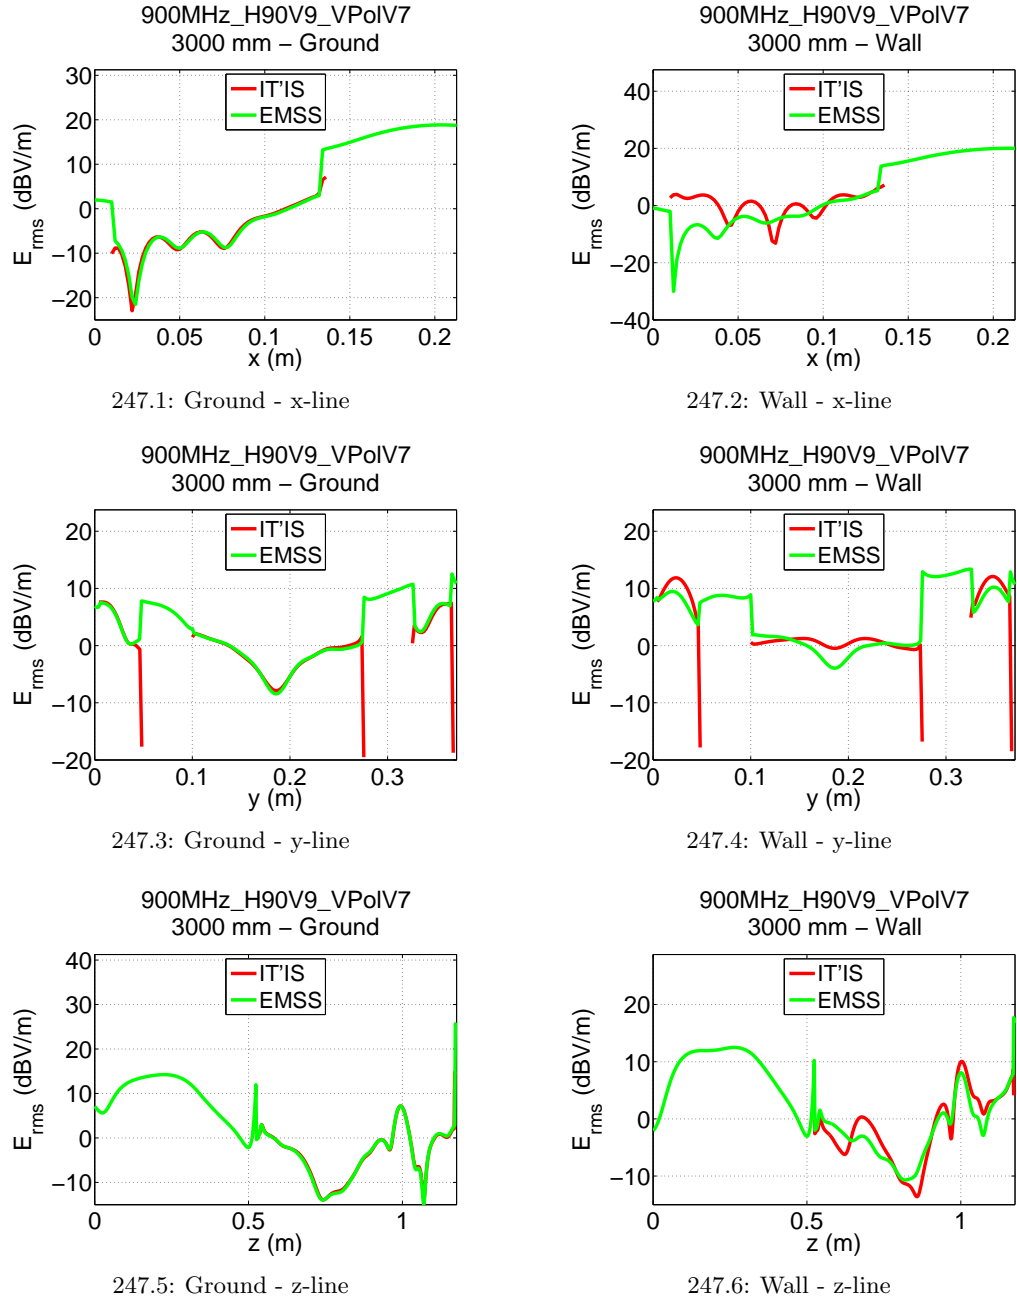 900MHz_H90V9_VPolV7
3000 mm – Ground
30
20
10
0
−10
−20
0
0.05
0.1
0.15
0.2
E_rms (dBV/m)
x (m)
IT'IS
EMSS
247.1: Ground - x-line
900MHz_H90V9_VPolV7
3000 mm – Wall
40
20
0
−20
−40
0
0.05
0.1
0.15
0.2
E_rms (dBV/m)
x (m)
IT'IS
EMSS
247.2: Wall - x-line
900MHz_H90V9_VPolV7
3000 mm – Ground
20
10
0
−10
−20
0
0.1
0.2
0.3
E_rms (dBV/m)
y (m)
IT'IS
EMSS
247.3: Ground - y-line
900MHz_H90V9_VPolV7
3000 mm – Wall
20
10
0
−10
−20
0
0.1
0.2
0.3
E_rms (dBV/m)
y (m)
IT'IS
EMSS
247.4: Wall - y-line
900MHz_H90V9_VPolV7
3000 mm – Ground
40
30
20
10
0
−10
0
0.5
1
E_rms (dBV/m)
z (m)
IT'IS
EMSS
247.5: Ground - z-line
900MHz_H90V9_VPolV7
3000 mm – Wall
20
10
0
−10
0
0.5
1
E_rms (dBV/m)
z (m)
IT'IS
EMSS
247.6: Wall - z-line